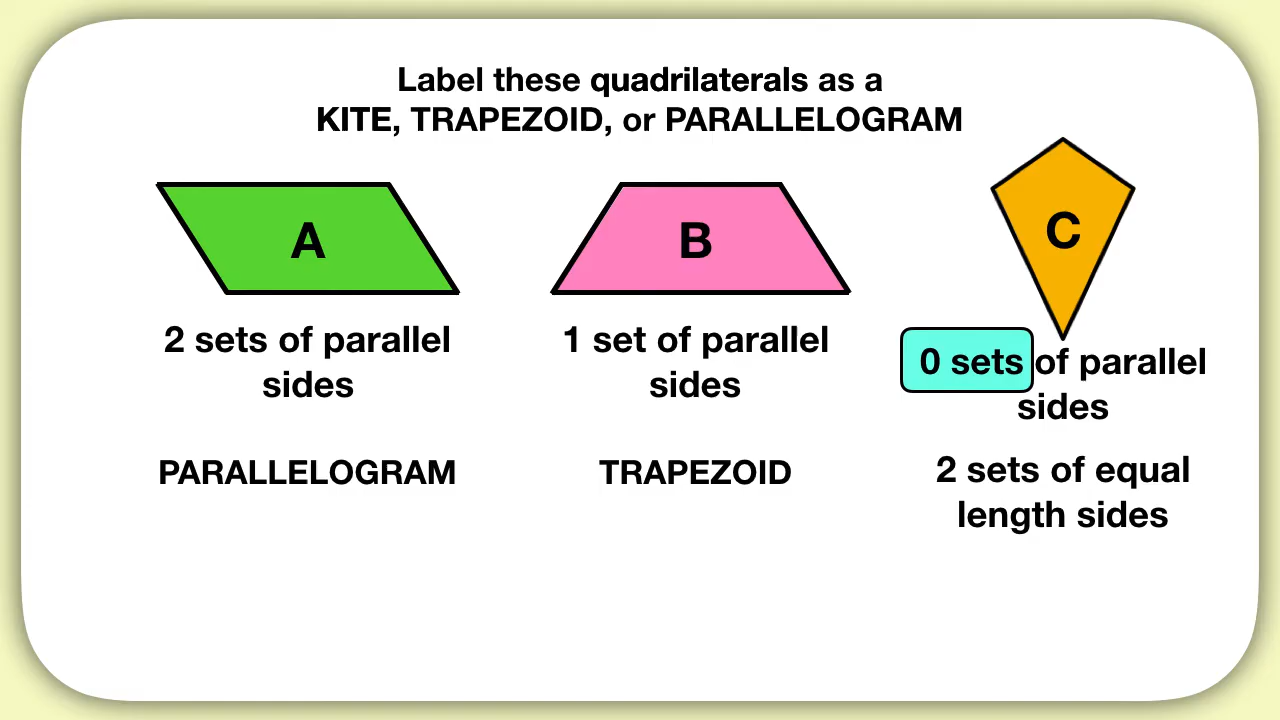 Label these quadrilaterals as a
KITE, TRAPEZOID, or PARALLELOGRAM
A
B
C
2 sets of parallel
sides
1 set of parallel
sides
0 sets of parallel
sides
PARALLELOGRAM
TRAPEZOID
2 sets of equal
length sides